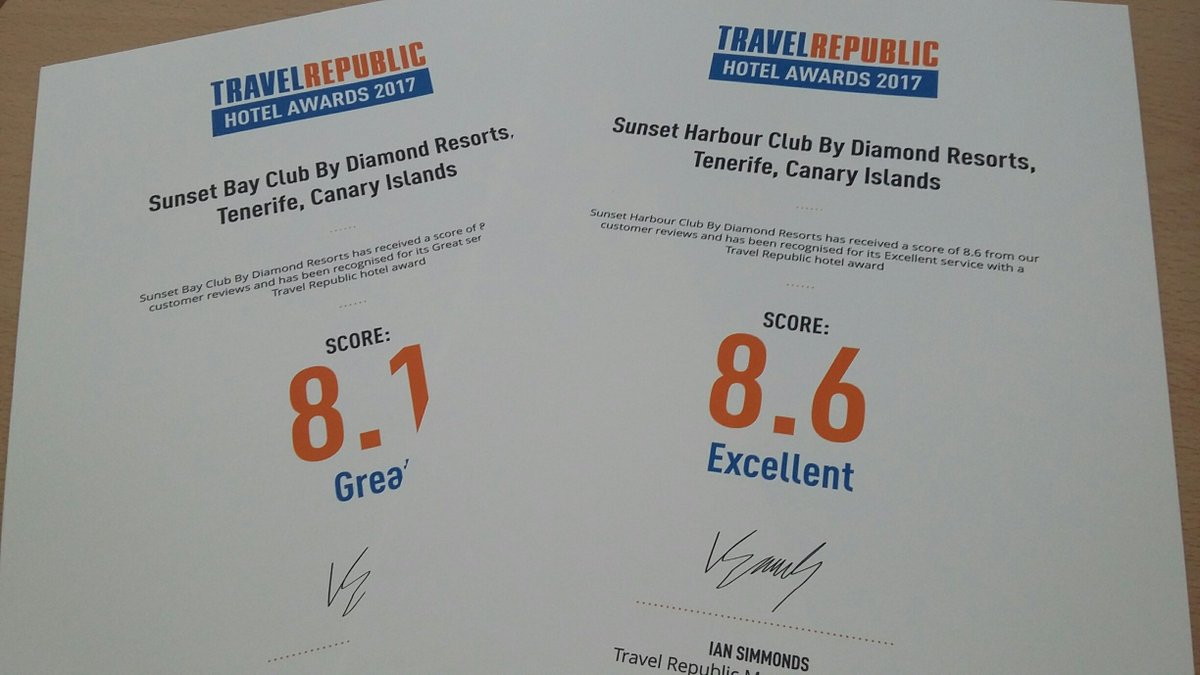 TRAVELREPUBLIC
HOTEL AWARDS 2017
Sunset Bay Club By Diamond Resorts,
Tenerife, Canary Islands
Sunset Bay Club By Diamond Resorts has received a score of
customer reviews and has been recognised for its Great
Travel Republic hotel award
SCORE:
8.1
TRAVELREPUBLIC
HOTEL AWARDS 2017
Sunset Harbour Club By Diamond Resorts,
Tenerife, Canary Islands
Sunset Harbour Club By Diamond Resorts has received a score of 8.6 from our
customer reviews and has been recognised for its Excellent service with a
Travel Republic hotel award
SCORE:
8.6
Excellent
IAN SIMMONDS
Travel Republic